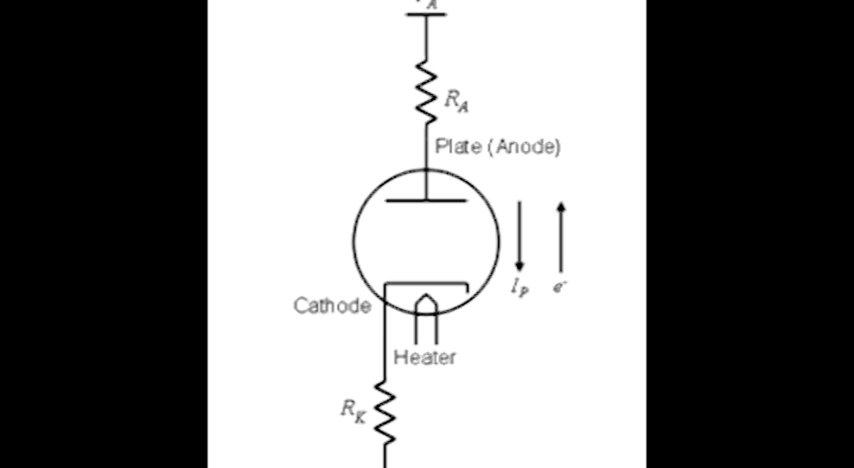 R_A
Plate (Anode)
I_P
e⁻
Cathode
Heater
R_K